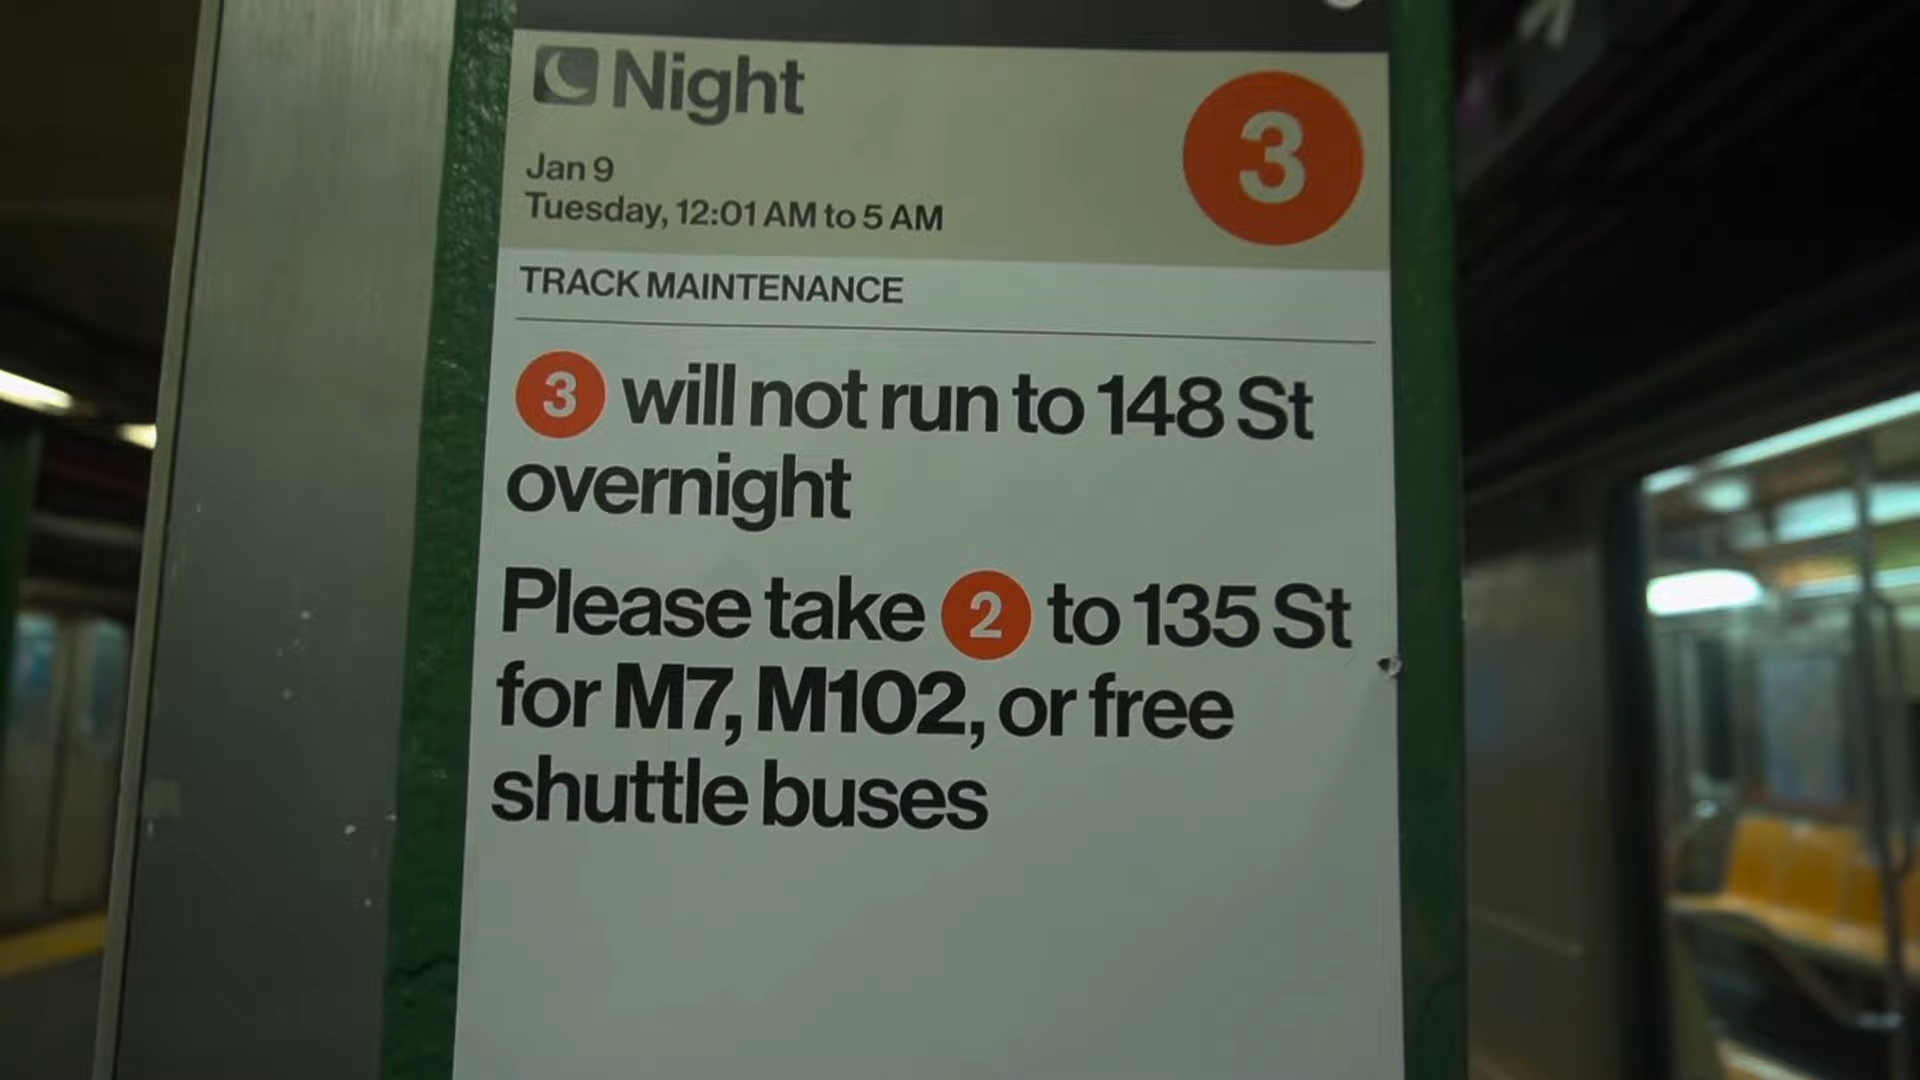 Night
3
Jan 9
Tuesday, 12:01 AM to 5 AM
TRACK MAINTENANCE
3 will not run to 148 St
overnight
Please take 2 to 135 St
for M7, M102, or free
shuttle buses